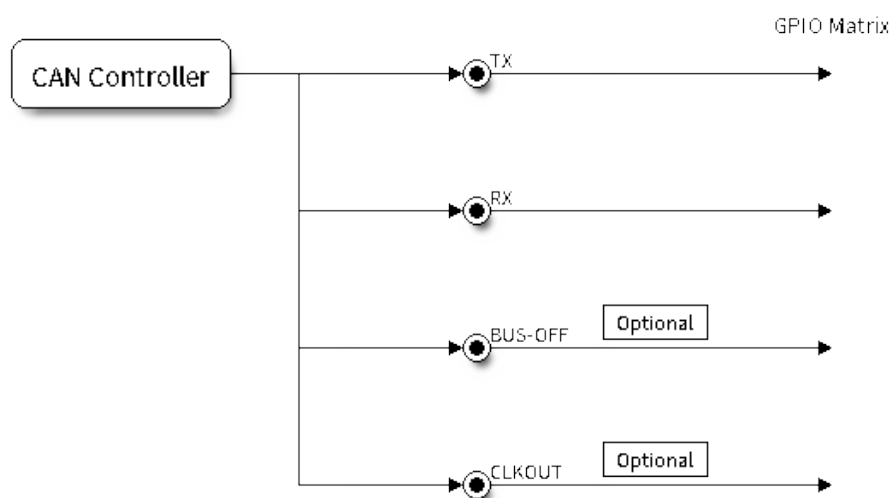 GPIO Matrix
CAN Controller
TX
RX
BUS-OFF
Optional
CLKOUT
Optional